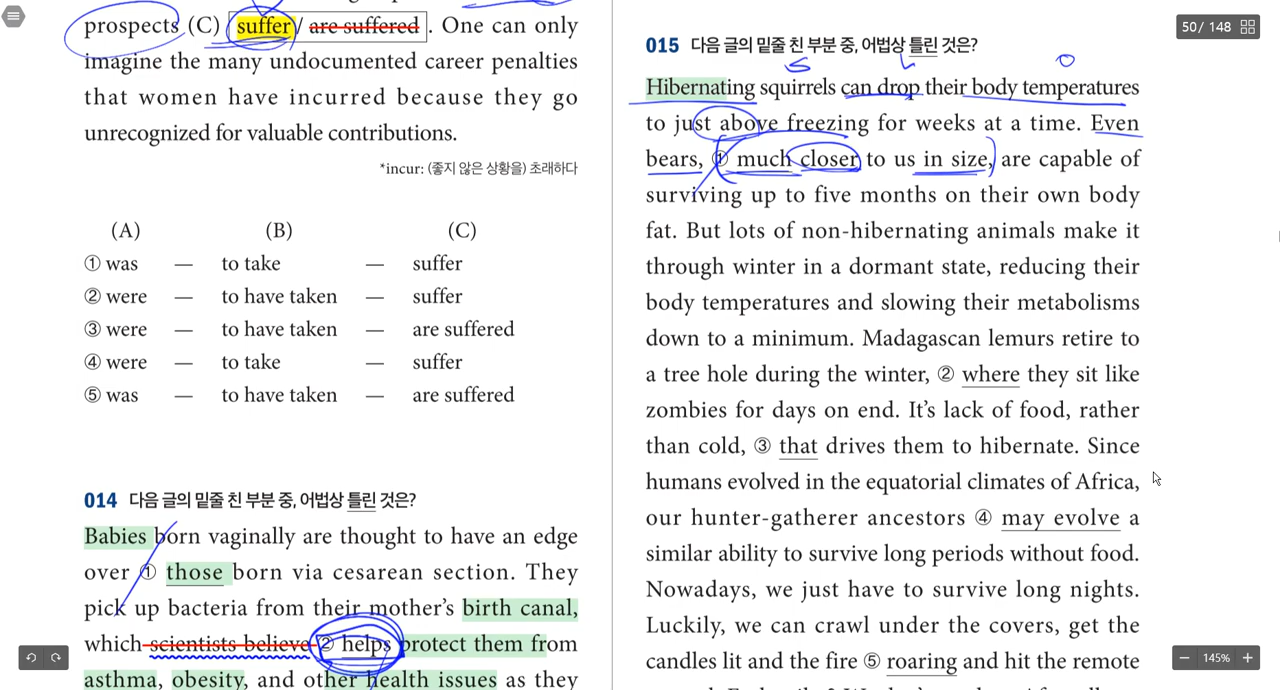 prospects (C) suffer / are suffered . One can only
imagine the many undocumented career penalties
that women have incurred because they go
unrecognized for valuable contributions.
*incur: (좋지 않은 상황을) 초래하다
(A) (B) (C)
① was — to take — suffer
② were — to have taken — suffer
③ were — to have taken — are suffered
④ were — to take — suffer
⑤ was — to have taken — are suffered
014 다음 글의 밑줄 친 부분 중, 어법상 틀린 것은?
Babies born vaginally are thought to have an edge
over ① those born via cesarean section. They
pick up bacteria from their mother's birth canal,
which scientists believe ② helps protect them from
asthma, obesity, and other health issues as they
50 / 148
015 다음 글의 밑줄 친 부분 중, 어법상 틀린 것은?
S V O
Hibernating squirrels can drop their body temperatures
to just above freezing for weeks at a time. Even
bears, ① much closer to us in size, are capable of
surviving up to five months on their own body
fat. But lots of non-hibernating animals make it
through winter in a dormant state, reducing their
body temperatures and slowing their metabolisms
down to a minimum. Madagascan lemurs retire to
a tree hole during the winter, ② where they sit like
zombies for days on end. It's lack of food, rather
than cold, ③ that drives them to hibernate. Since
humans evolved in the equatorial climates of Africa,
our hunter-gatherer ancestors ④ may evolve a
similar ability to survive long periods without food.
Nowadays, we just have to survive long nights.
Luckily, we can crawl under the covers, get the
candles lit and the fire ⑤ roaring and hit the remote
145%